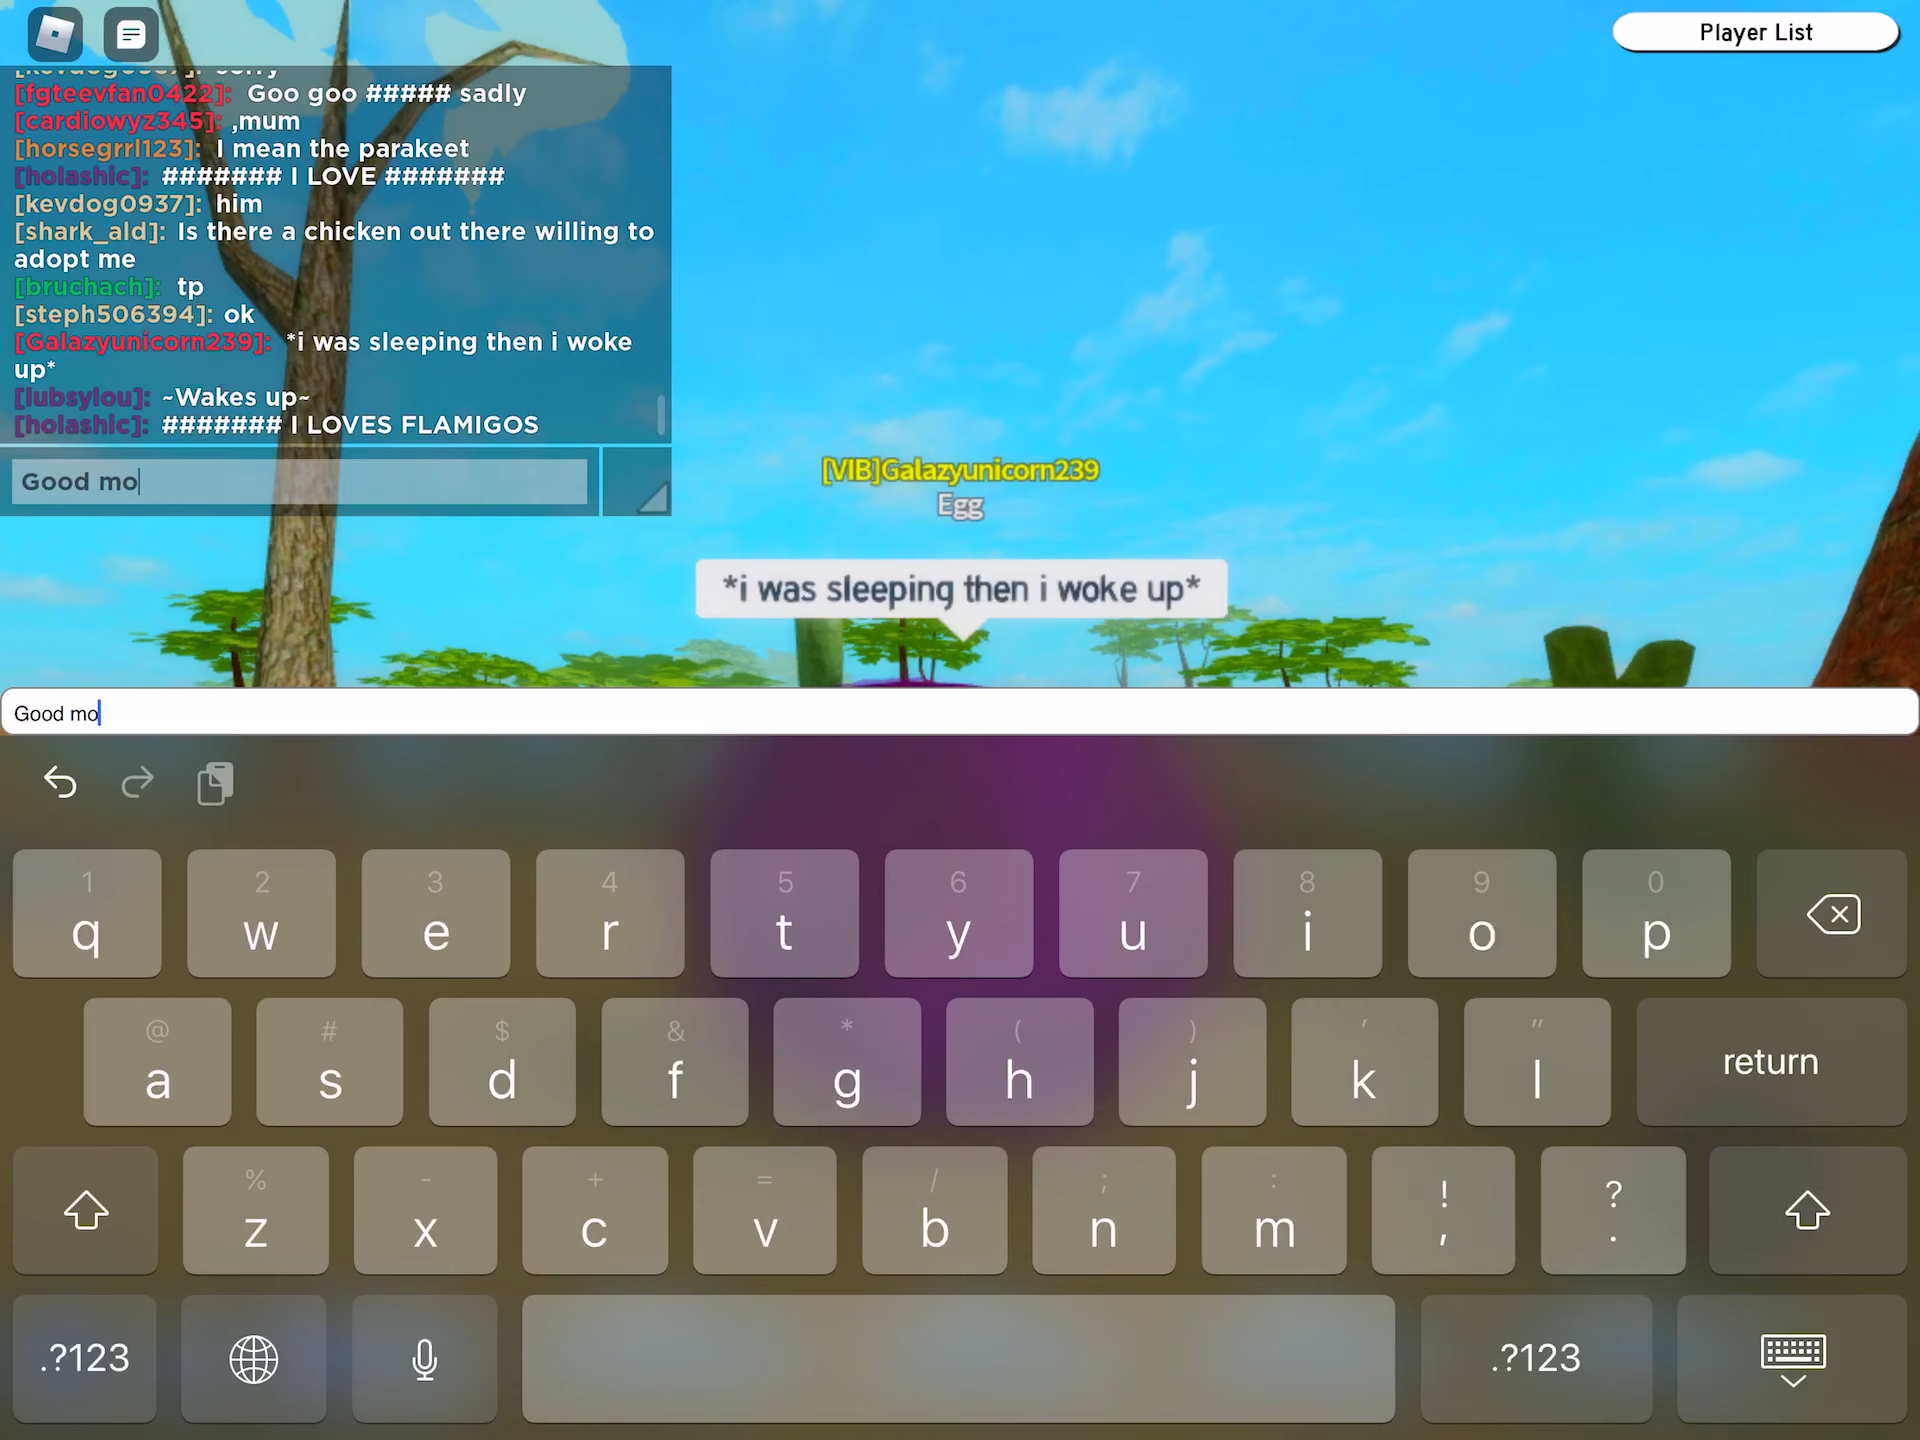 Player List
[fgteevfan0422]: Goo goo ##### sadly
[cardiowyz345]: ,mum
[horsegrrl123]: I mean the parakeet
[holashic]: ####### I LOVE #######
[kevdog0937]: him
[shark_ald]: Is there a chicken out there willing to
adopt me
[bruchach]: tp
[steph506394]: ok
[Galazyunicorn239]: *i was sleeping then i woke
up*
[lubsylou]: ~Wakes up~
[holashic]: ####### I LOVES FLAMIGOS
Good mo
[VIB]Galazyunicorn239
Egg
*i was sleeping then i woke up*
Good mo
1 2 3 4 5 6 7 8 9 0
q w e r t y u i o p
@ # $ & * ( ) ' "
a s d f g h j k l return
% - + = / ; : ! ?
z x c v b n m , .
.?123 .?123